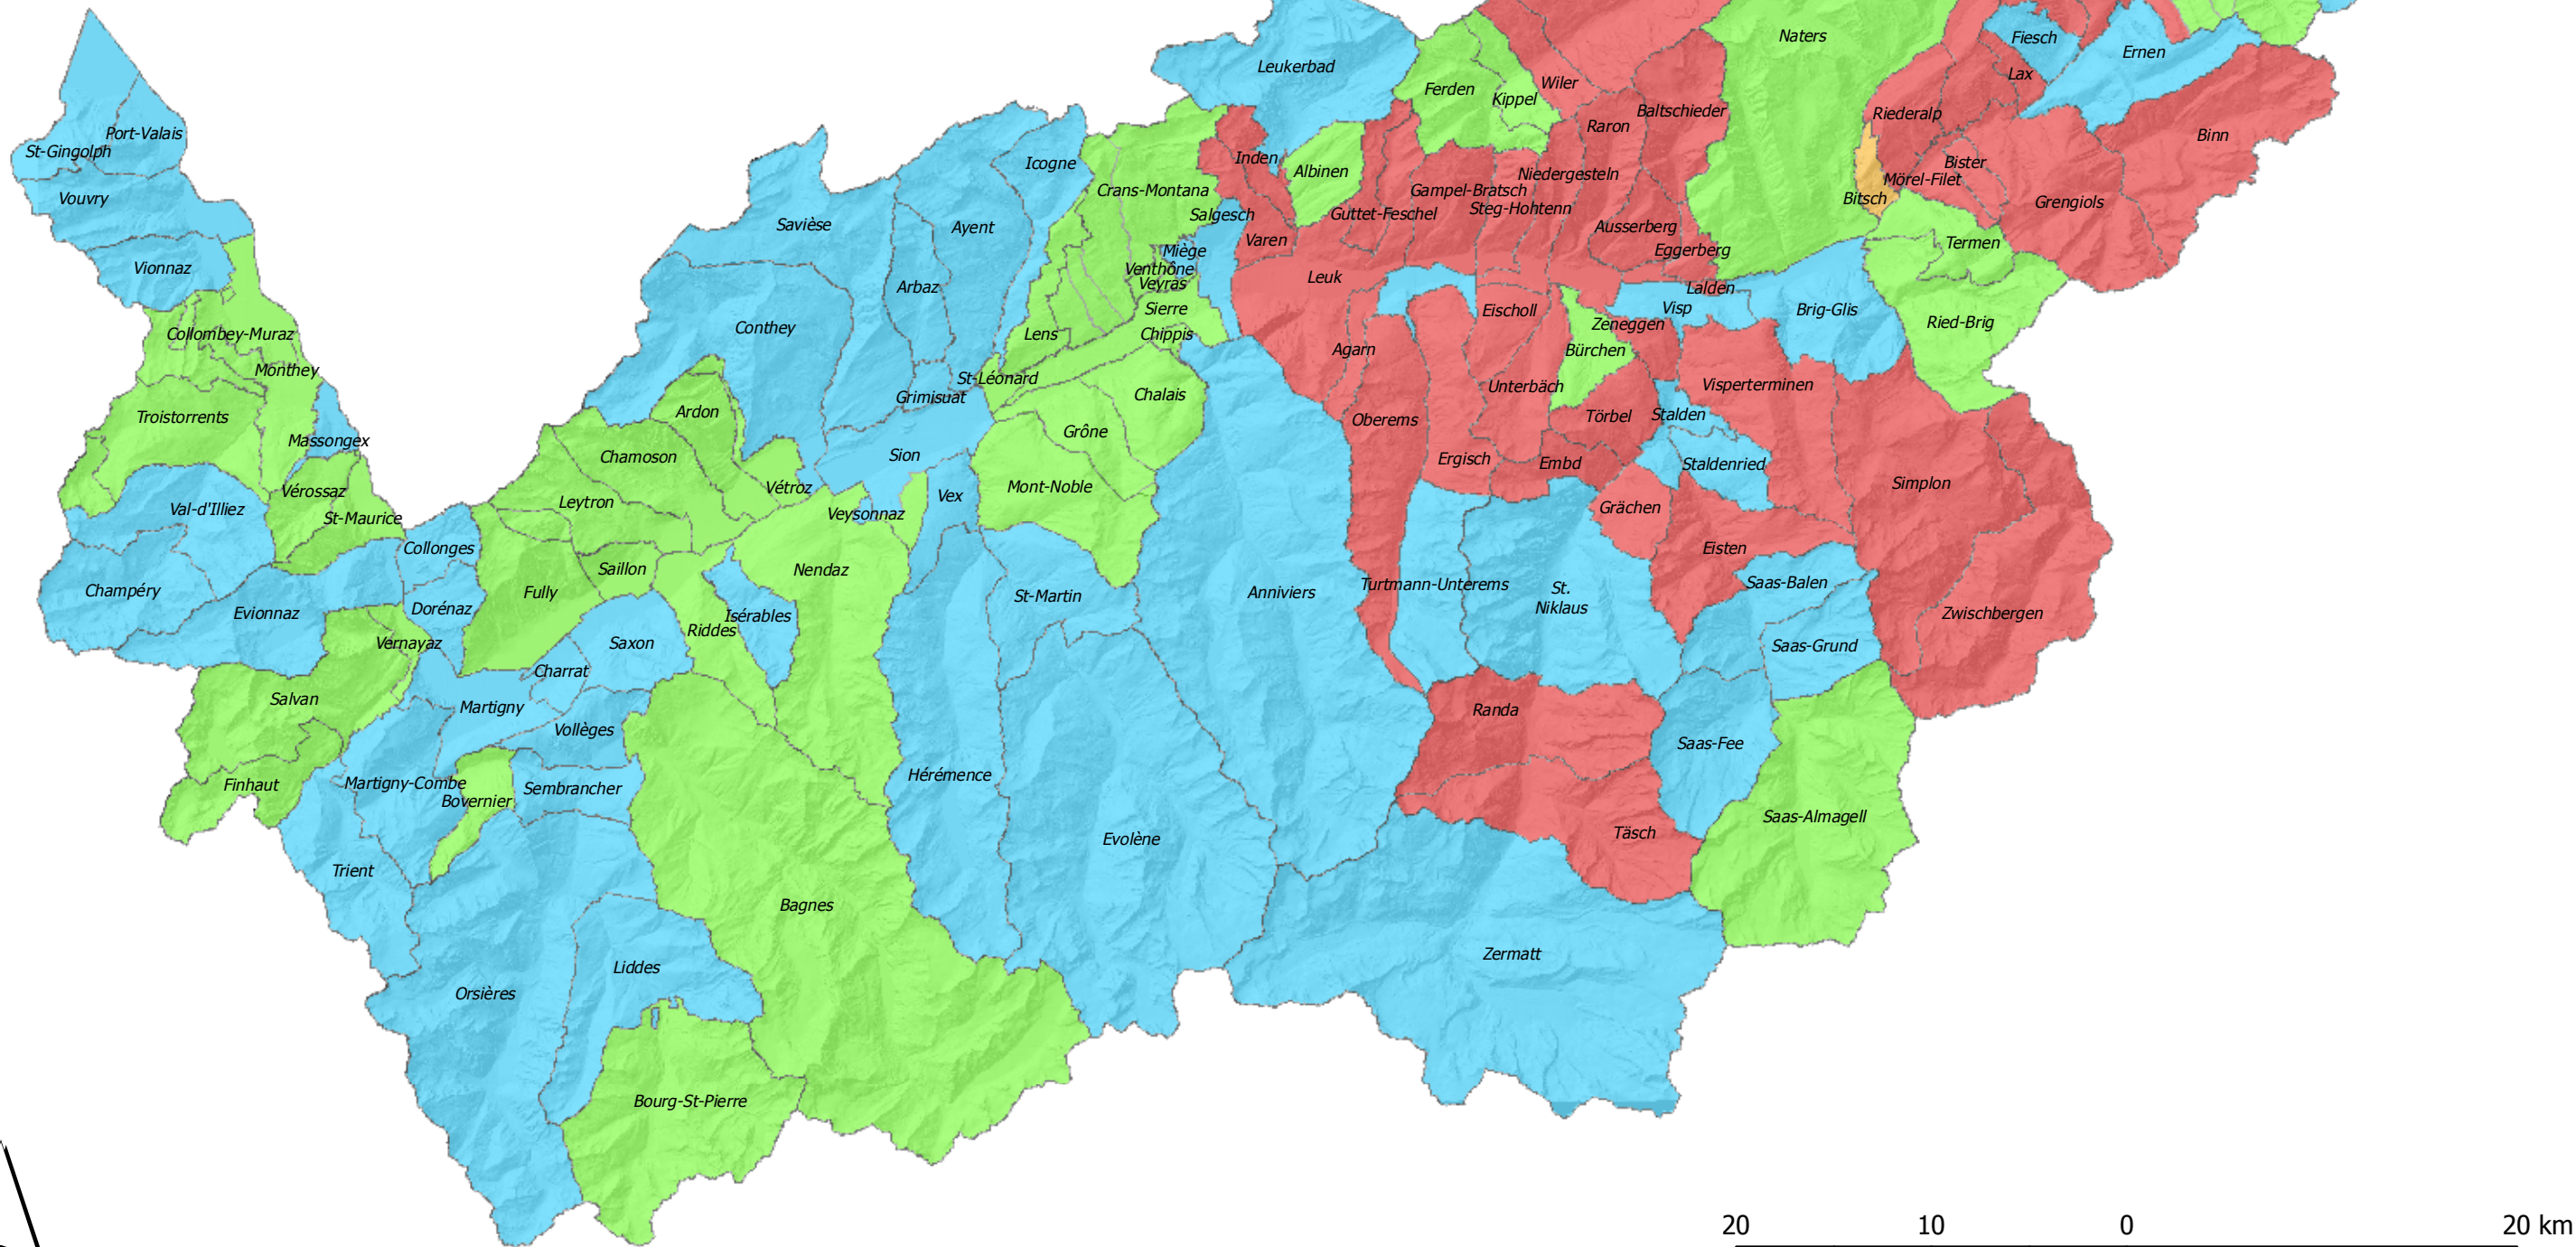 Naters
Fiesch
Ernen
Leukerbad
Lax
Wiler
Ferden
Kippel
Baltschieder
Riederalp
Raron
Port-Valais
Binn
St-Gingolph
Inden
Icogne
Bister
Albinen
Niedergesteln
Mörel-Filet
Crans-Montana
Gampel-Bratsch
Vouvry
Bitsch
Grengiols
Steg-Hohtenn
Salgesch
Guttet-Feschel
Savièse
Ayent
Ausserberg
Varen
Termen
Miège
Eggerberg
Vionnaz
Venthône
Leuk
Veyras
Arbaz
Lalden
Sierre
Visp
Brig-Glis
Eischoll
Ried-Brig
Zeneggen
Conthey
Collombey-Muraz
Lens
Chippis
Agarn
Bürchen
Monthey
St-Léonard
Unterbäch
Visperterminen
Chalais
Grimisuat
Ardon
Troistorrents
Törbel
Stalden
Oberems
Grône
Massongex
Sion
Chamoson
Ergisch
Embd
Staldenried
Simplon
Vétroz
Mont-Noble
Vérossaz
Vex
Leytron
Val-d'Illiez
Grächen
Veysonnaz
St-Maurice
Collonges
Eisten
Saillon
Nendaz
Saas-Balen
Turtmann-Unterems
Champéry
Fully
Anniviers
St-Martin
St.
Niklaus
Dorénaz
Evionnaz
Isérables
Zwischbergen
Riddes
Vernayaz
Saxon
Saas-Grund
Charrat
Salvan
Martigny
Randa
Vollèges
Saas-Fee
Hérémence
Martigny-Combe
Finhaut
Sembrancher
Bovernier
Saas-Almagell
Täsch
Evolène
Trient
Bagnes
Zermatt
Liddes
Orsières
Bourg-St-Pierre
20 10 0 20 km